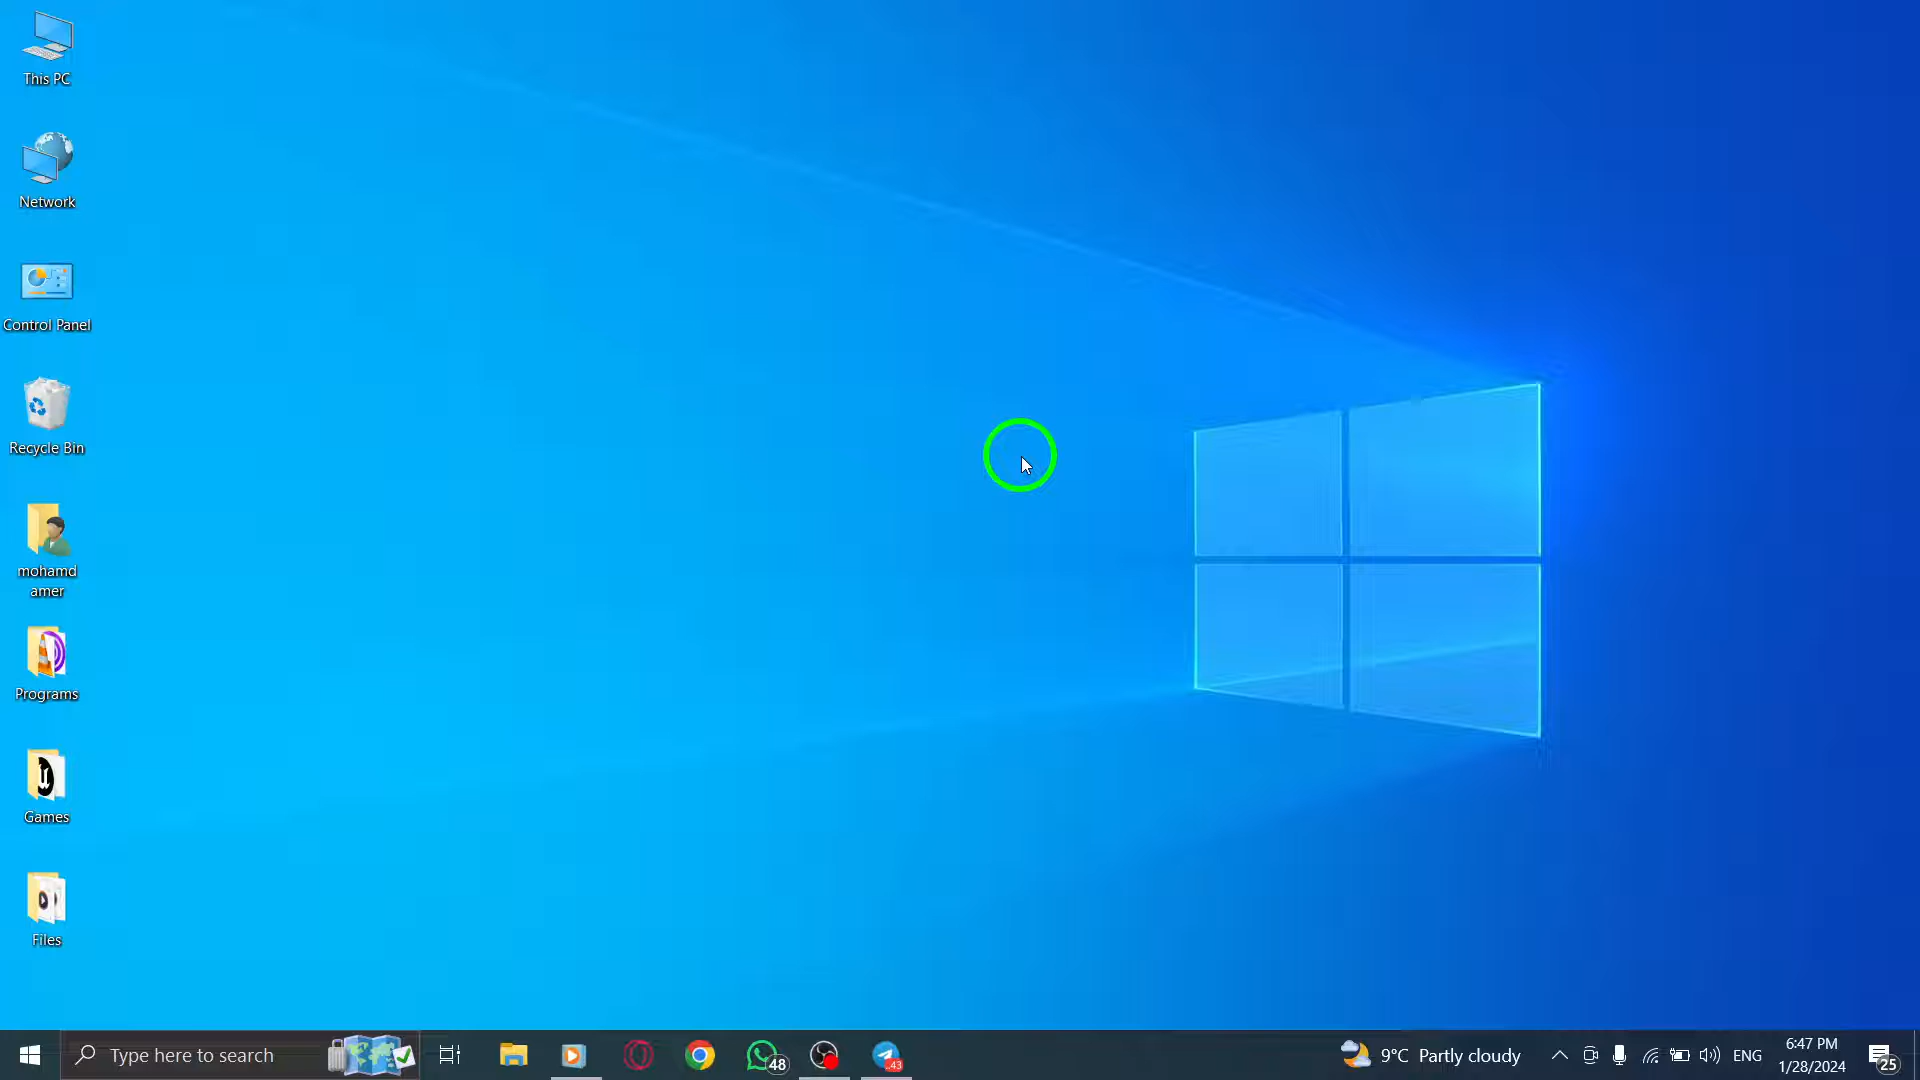 This PC
Network
Control Panel
Recycle Bin
mohamd
amer
Programs
Games
Files
Type here to search
48
43
9°C Partly cloudy
ENG
6:47 PM
1/28/2024
25